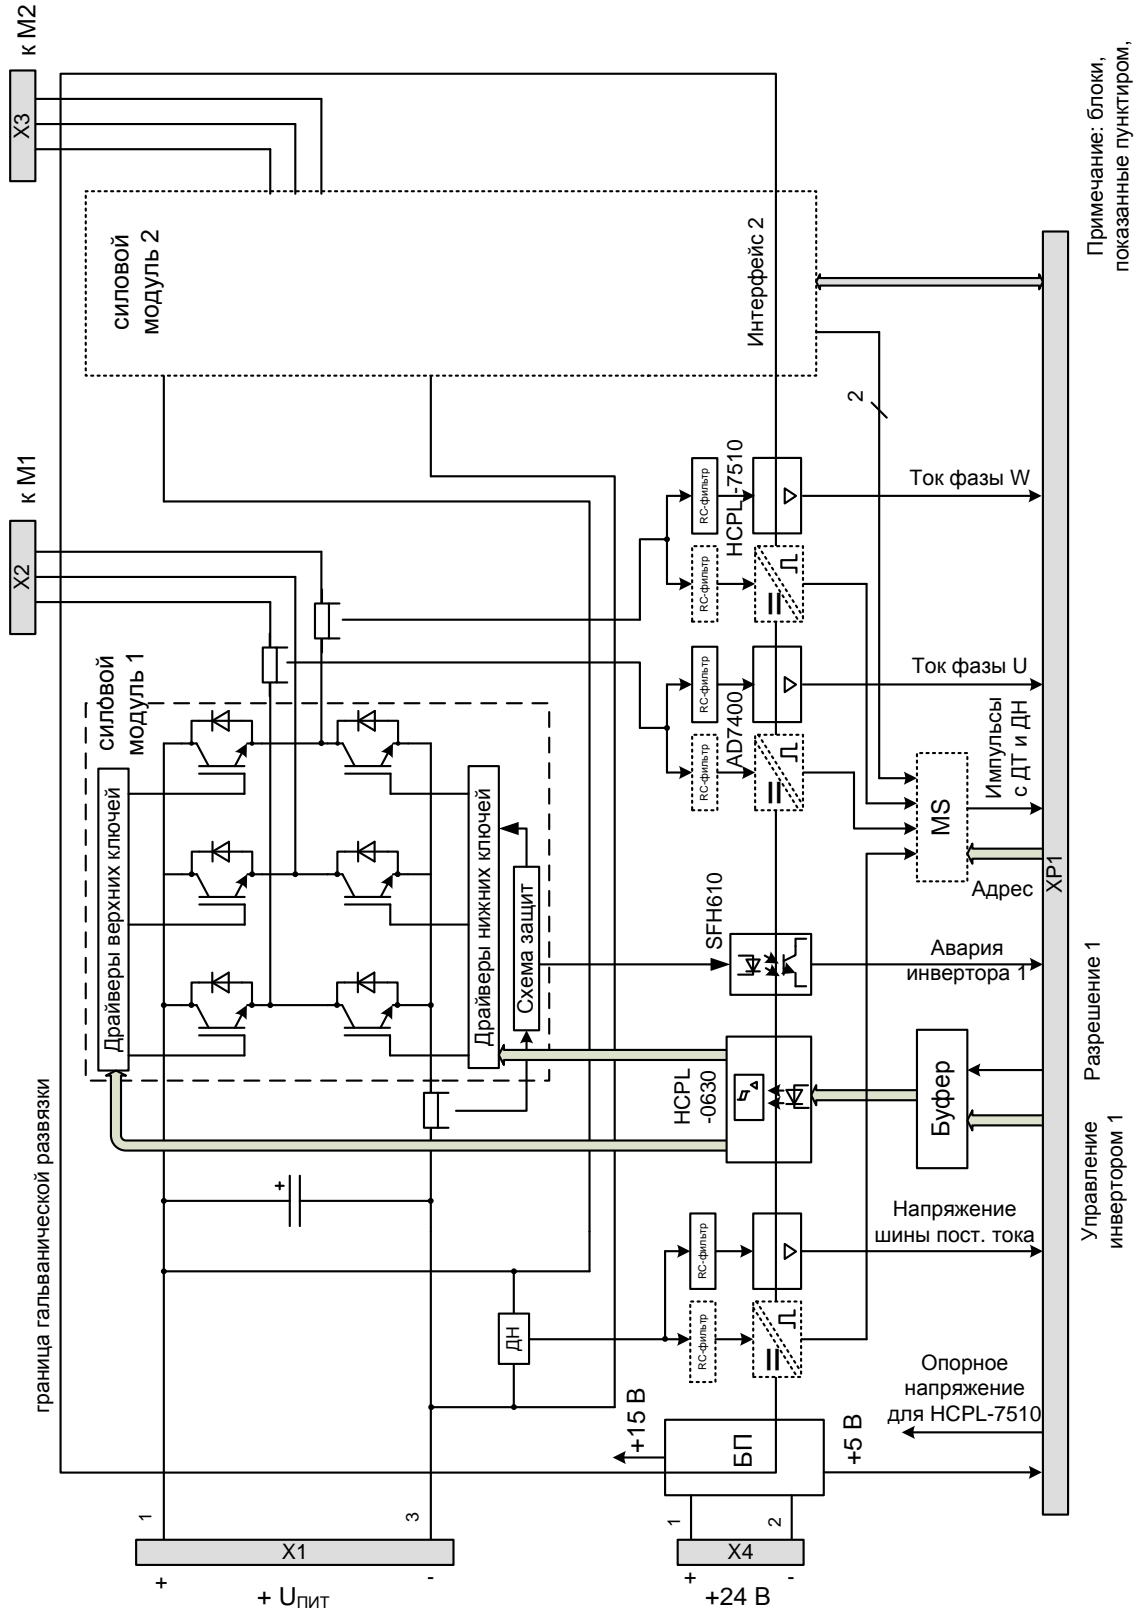 к М2
X3
к М1
X2
граница гальванической развязки
силовой
модуль 2
силовой
модуль 1
Драйверы верхних ключей
Драйверы нижних ключей
Схема защит
+
ДН
Интерфейс 2
2
RC-фильтр
RC-фильтр
HCPL-7510
RC-фильтр
RC-фильтр
AD7400
SFH610
HCPL
-0630
RC-фильтр
RC-фильтр
+15 В
БП
+5 В
1
3
X1
+
-
+ UПИТ
1
2
X4
+
-
+24 В
Ток фазы W
Ток фазы U
Импульсы
с ДТ и ДН
MS
Адрес
Авария
инвертора 1
Буфер
Напряжение
шины пост. тока
Опорное
напряжение
для HCPL-7510
XP1
Разрешение 1
Управление
инвертором 1
Примечание: блоки,
показанные пунктиром,